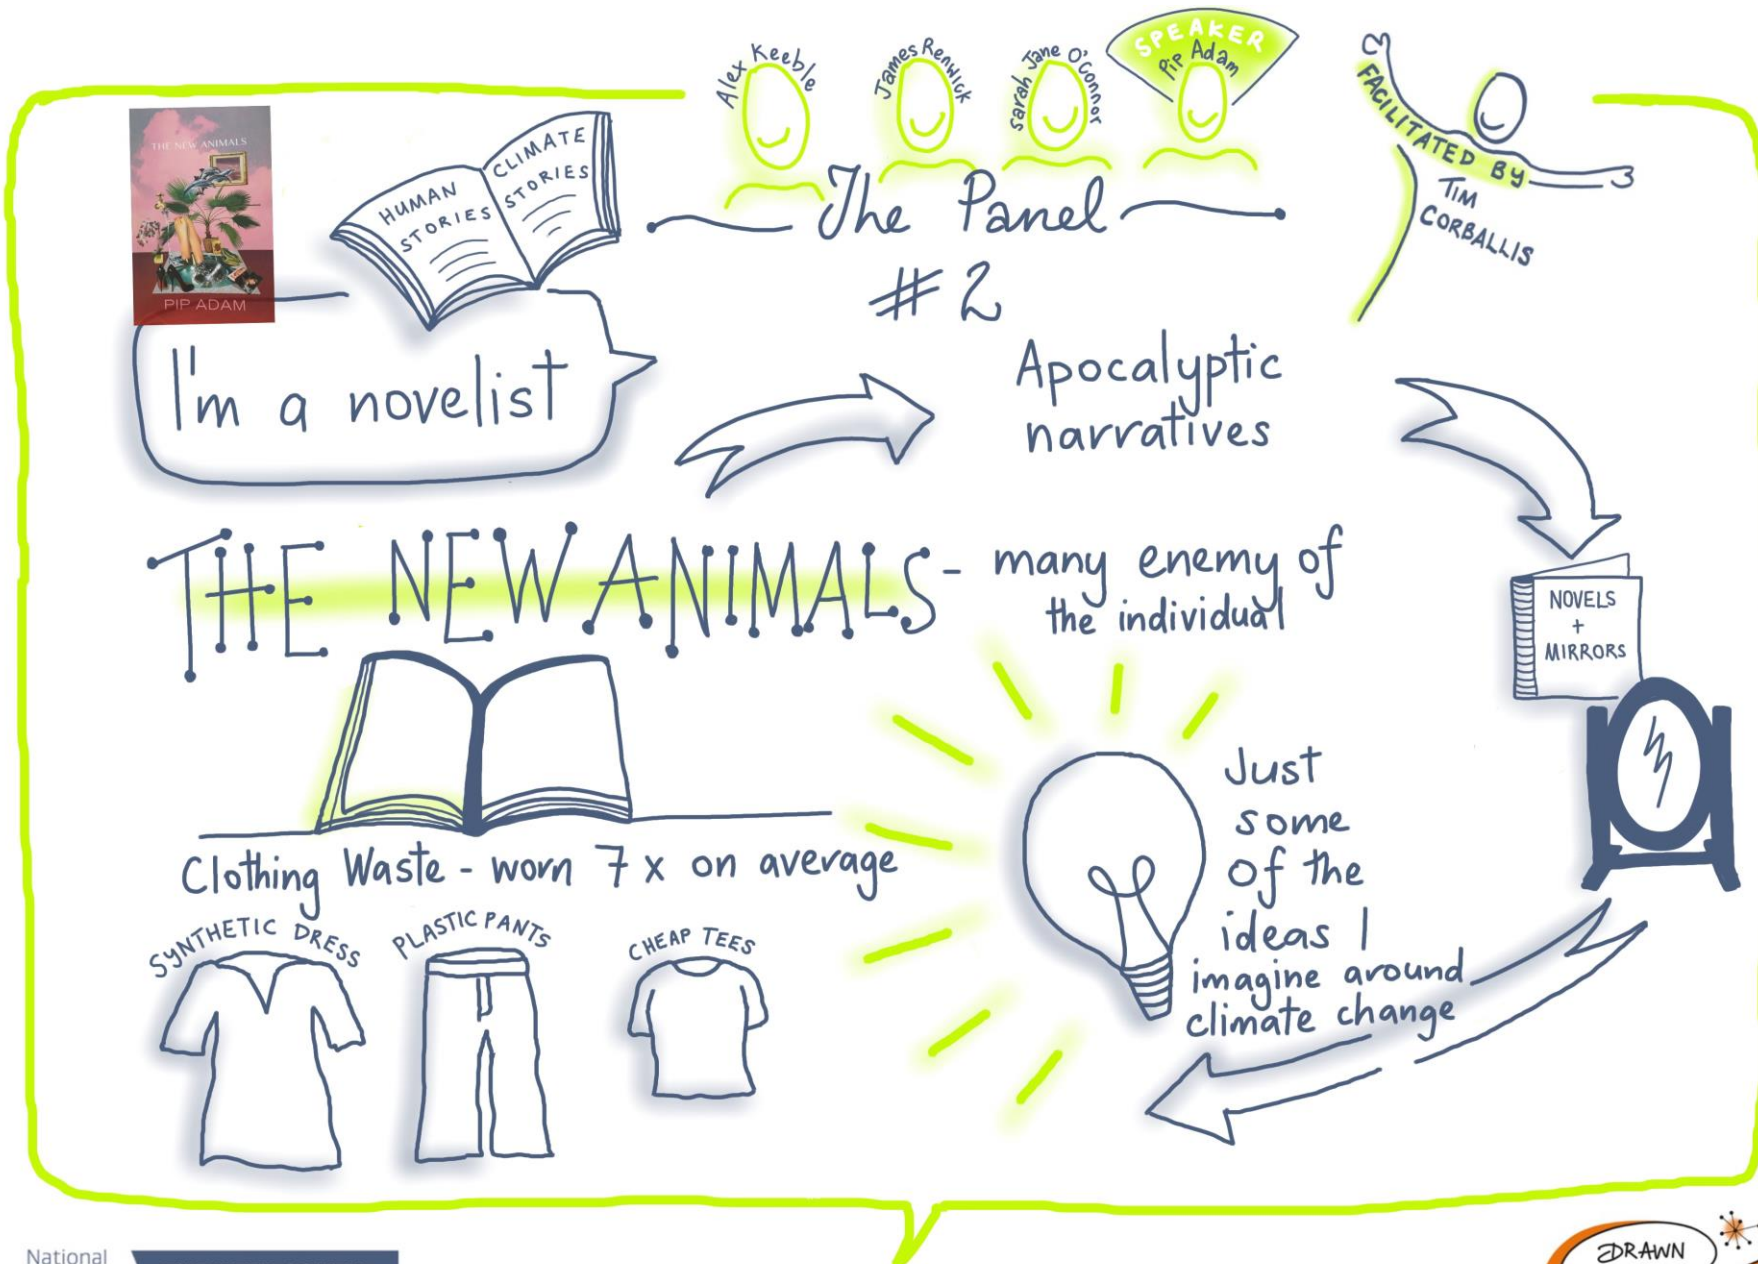 Alex Keeble
James Renwick
Sarah Jane O'Connor
SPEAKER
Pip Adam
FACILITATED BY
TIM
CORBALLIS
The Panel
#2
THE NEW ANIMALS
PIP ADAM
HUMAN
STORIES
CLIMATE
STORIES
I'm a novelist
Apocalyptic
narratives
THE NEW ANIMALS - many enemy of
the individual
NOVELS
+
MIRRORS
Clothing Waste - worn 7 x on average
SYNTHETIC DRESS
PLASTIC PANTS
CHEAP TEES
Just
some
of the
ideas I
imagine around
climate change
National
DRAWN